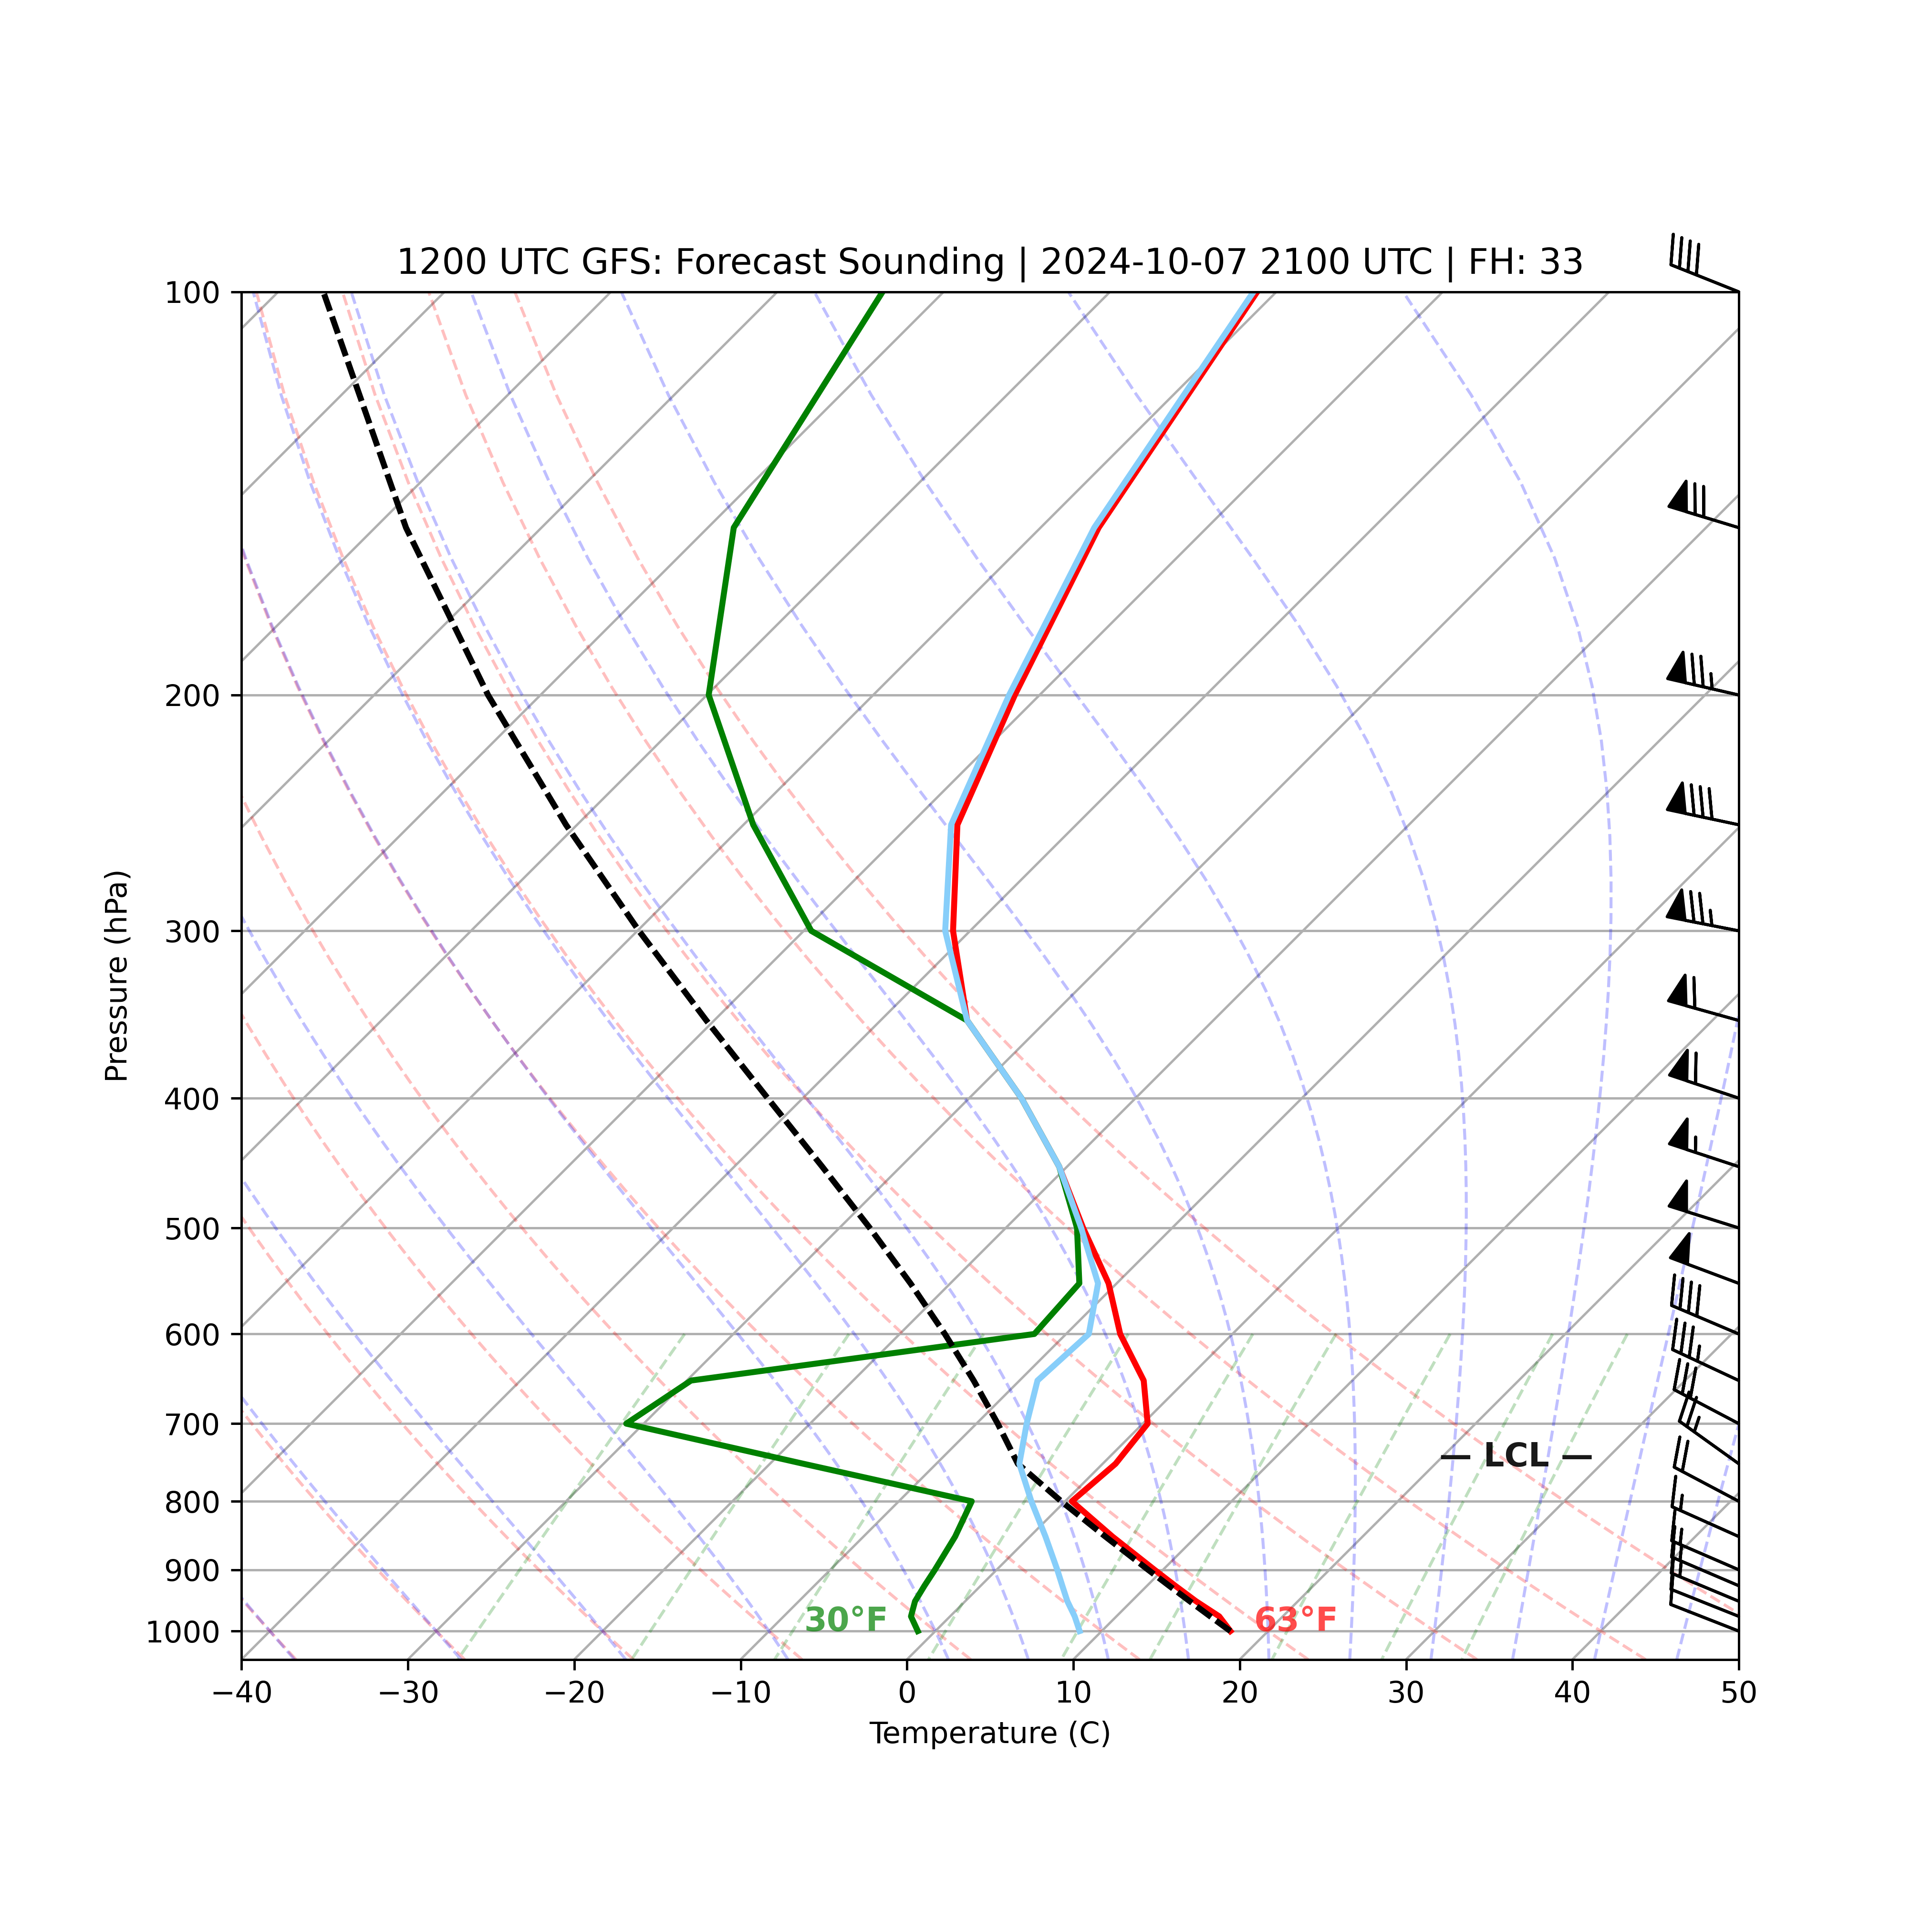 1200 UTC GFS: Forecast Sounding | 2024-10-07 2100 UTC | FH: 33
100
200
300
400
500
600
700
800
900
1000
Pressure (hPa)
— LCL —
30°F
63°F
−40 −30 −20 −10 0 10 20 30 40 50
Temperature (C)